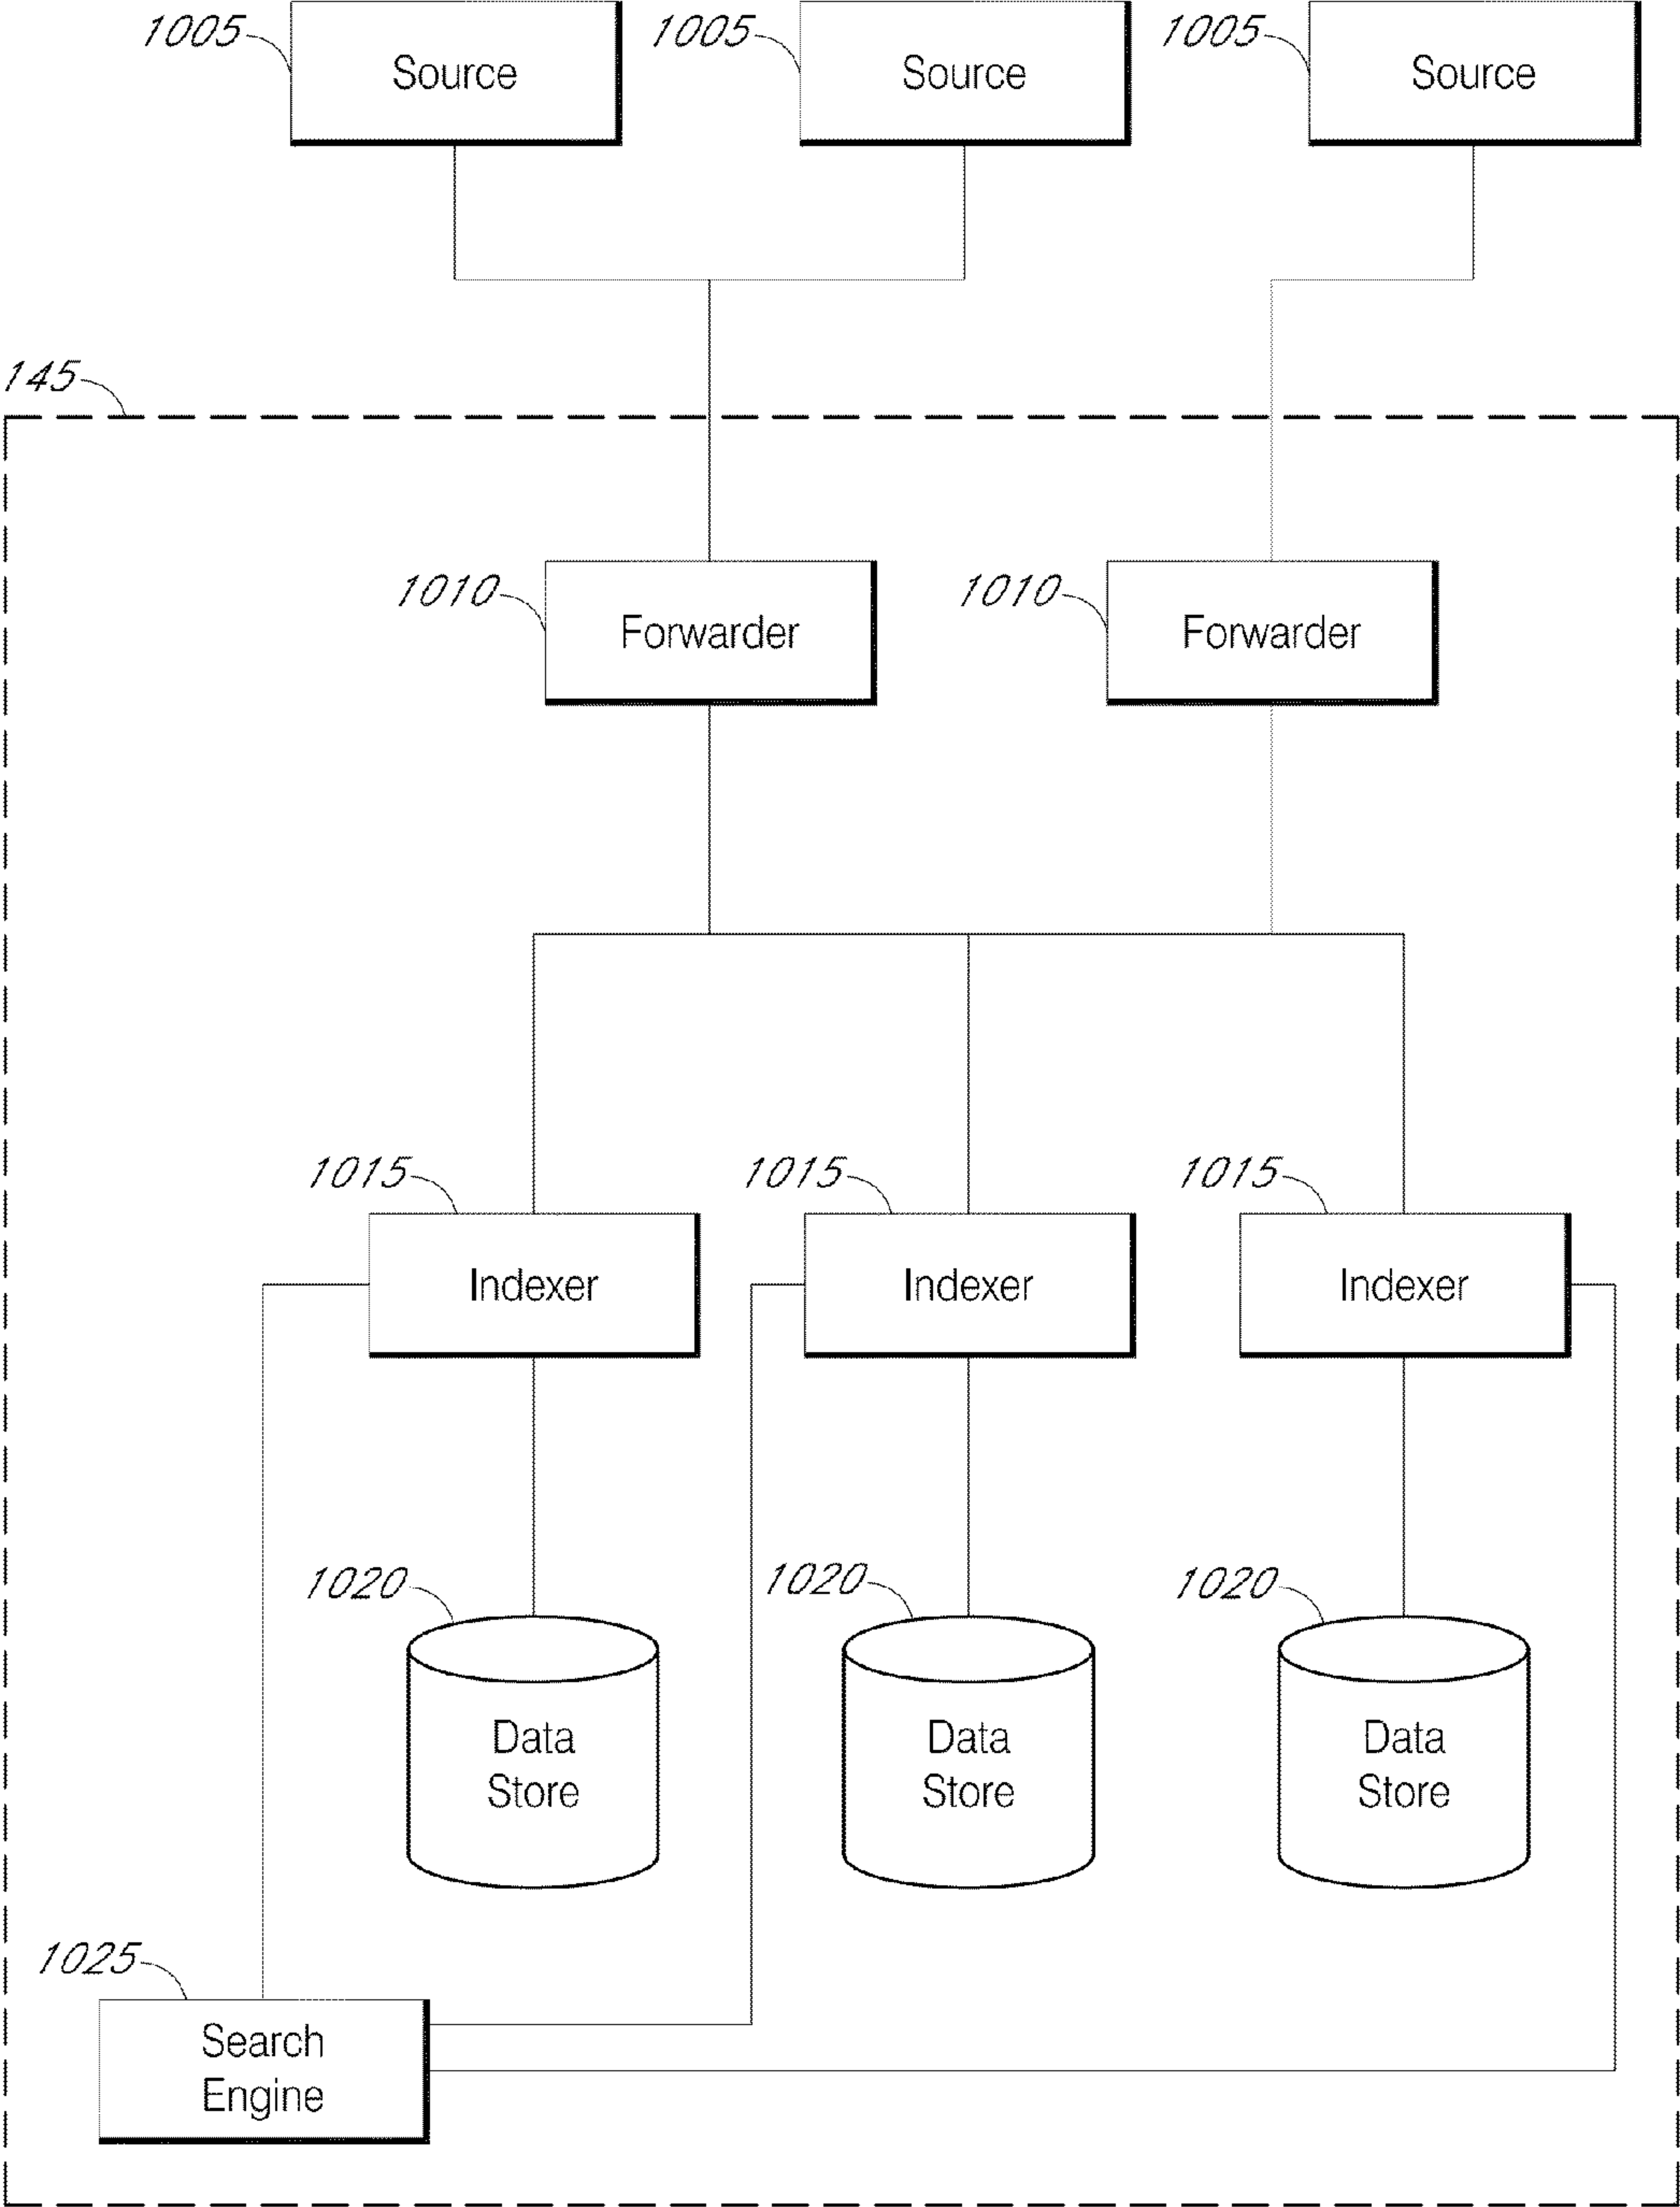 1005
1005
1005
Source
Source
Source
145
1010
1010
Forwarder
Forwarder
1015
1015
1015
Indexer
Indexer
Indexer
1020
1020
1020
Data
Store
Data
Store
Data
Store
1025
Search
Engine